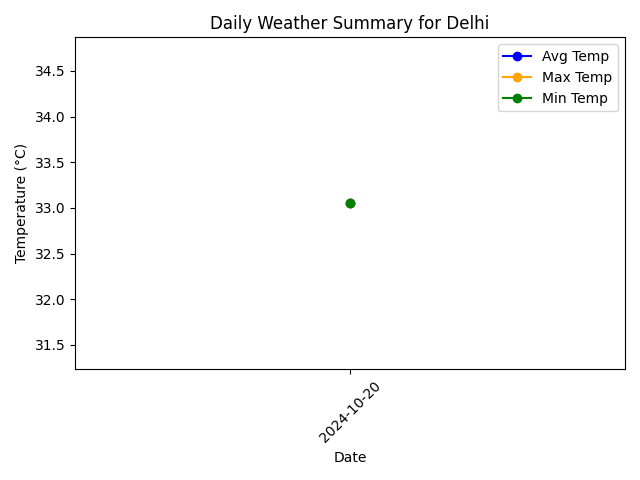 Daily Weather Summary for Delhi
Avg Temp
Max Temp
Min Temp
Temperature (°C)
34.5
34.0
33.5
33.0
32.5
32.0
31.5
2024-10-20
Date